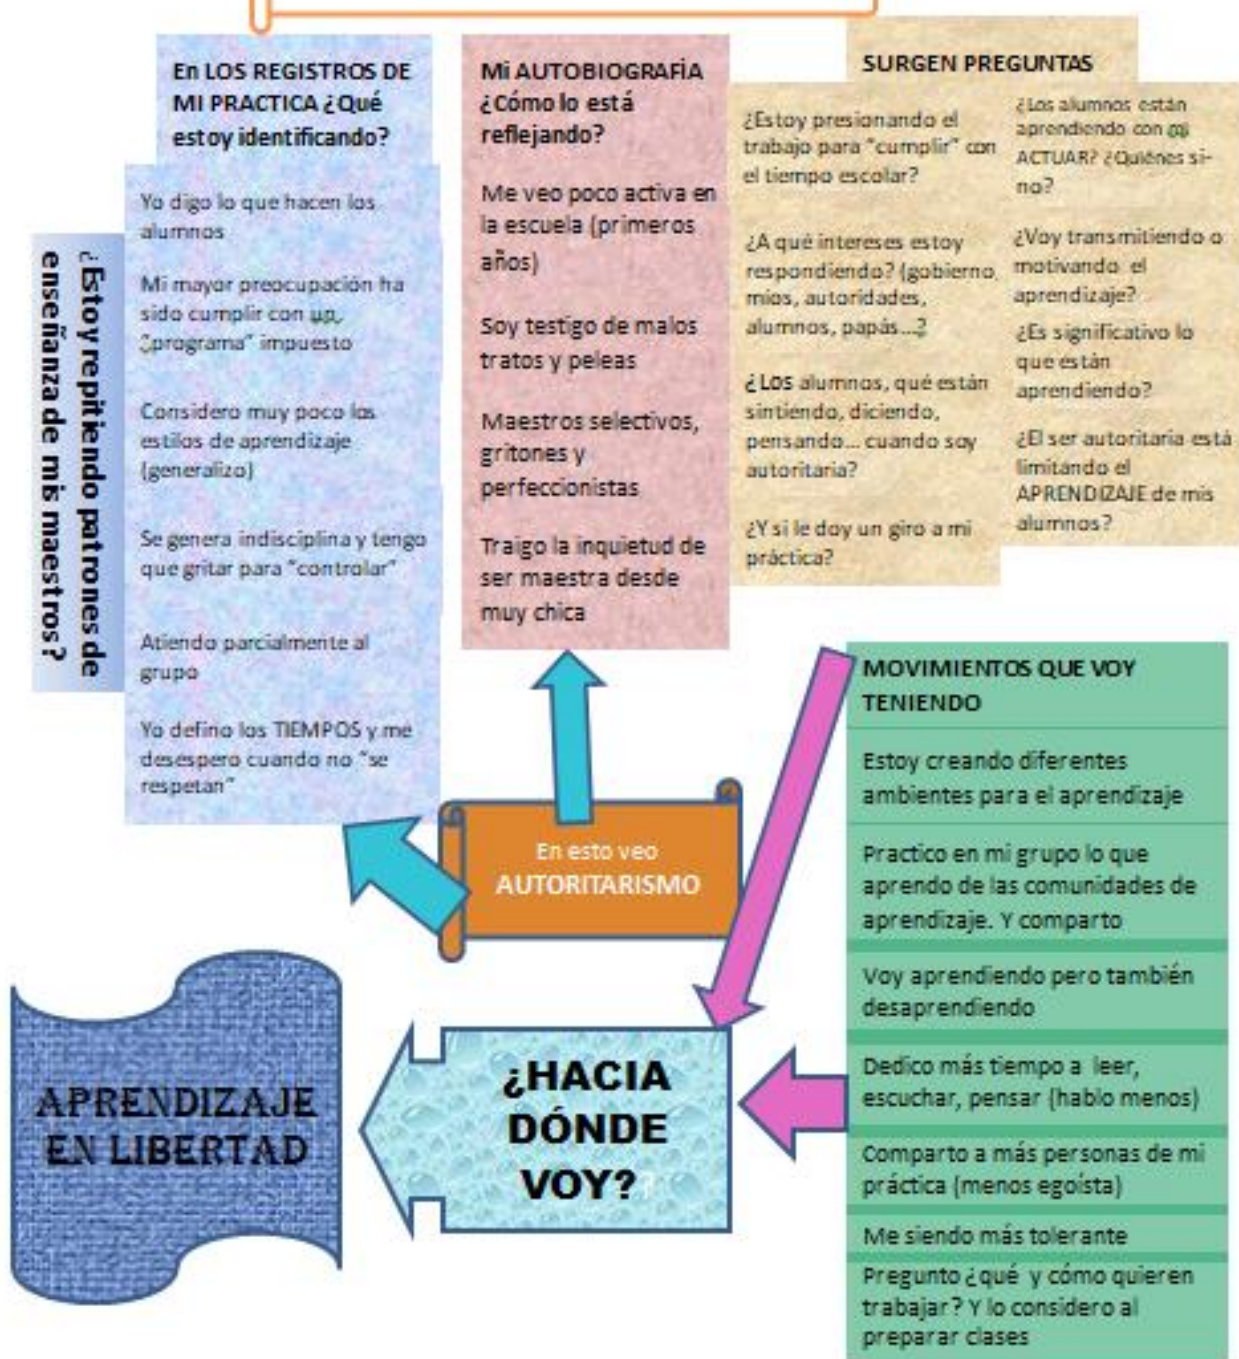 En LOS REGISTROS DE
MI PRACTICA ¿Qué
estoy identificando?
¿Estoy repitiendo patrones de
enseñanza de mis maestros?
Yo digo lo que hacen los
alumnos
Mi mayor preocupación ha
sido cumplir con un
"programa" impuesto
Considero muy poco los
estilos de aprendizaje
(generalizo)
Se genera indisciplina y tengo
que gritar para "controlar"
Atiendo parcialmente al
grupo
Yo defino los TIEMPOS y me
desespero cuando no "se
respetan"
Mi AUTOBIOGRAFÍA
¿Cómo lo está
reflejando?
Me veo poco activa en
la escuela (primeros
años)
Soy testigo de malos
tratos y peleas
Maestros selectivos,
gritones y
perfeccionistas
Traigo la inquietud de
ser maestra desde
muy chica
SURGEN PREGUNTAS
¿Estoy presionando el
trabajo para "cumplir" con
el tiempo escolar?
¿A qué intereses estoy
respondiendo? (gobierno,
míos, autoridades,
alumnos, papás...?
¿Los alumnos, qué están
sintiendo, diciendo,
pensando... cuando soy
autoritaria?
¿Y si le doy un giro a mi
práctica?
¿Los alumnos están
aprendiendo con mi
ACTUAR? ¿Quiénes si-
no?
¿Voy transmitiendo o
motivando el
aprendizaje?
¿Es significativo lo
que están
aprendiendo?
¿El ser autoritaria está
limitando el
APRENDIZAJE de mis
alumnos?
En esto veo
AUTORITARISMO
MOVIMIENTOS QUE VOY
TENIENDO
Estoy creando diferentes
ambientes para el aprendizaje
Practico en mi grupo lo que
aprendo de las comunidades de
aprendizaje. Y comparto
Voy aprendiendo pero también
desaprendiendo
Dedico más tiempo a leer,
escuchar, pensar (hablo menos)
Comparto a más personas de mi
práctica (menos egoísta)
Me siendo más tolerante
Pregunto ¿qué y cómo quieren
trabajar? Y lo considero al
preparar clases
¿HACIA
DÓNDE
VOY?
APRENDIZAJE
EN LIBERTAD